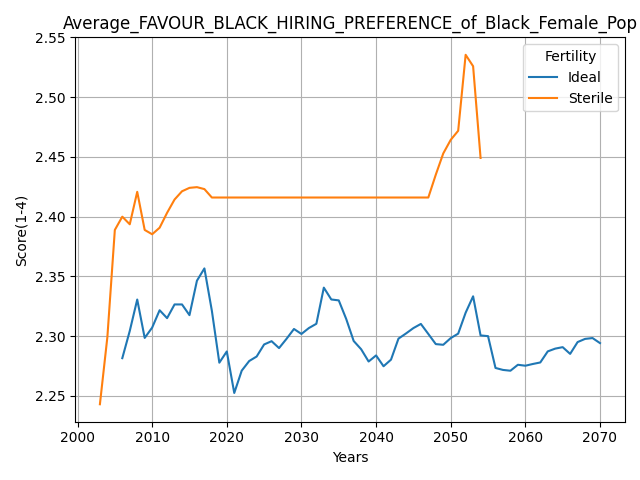 Average_FAVOUR_BLACK_HIRING_PREFERENCE_of_Black_Female_Pop
Fertility
Ideal
Sterile
Score(1-4)
2.55
2.50
2.45
2.40
2.35
2.30
2.25
2000 2010 2020 2030 2040 2050 2060 2070
Years